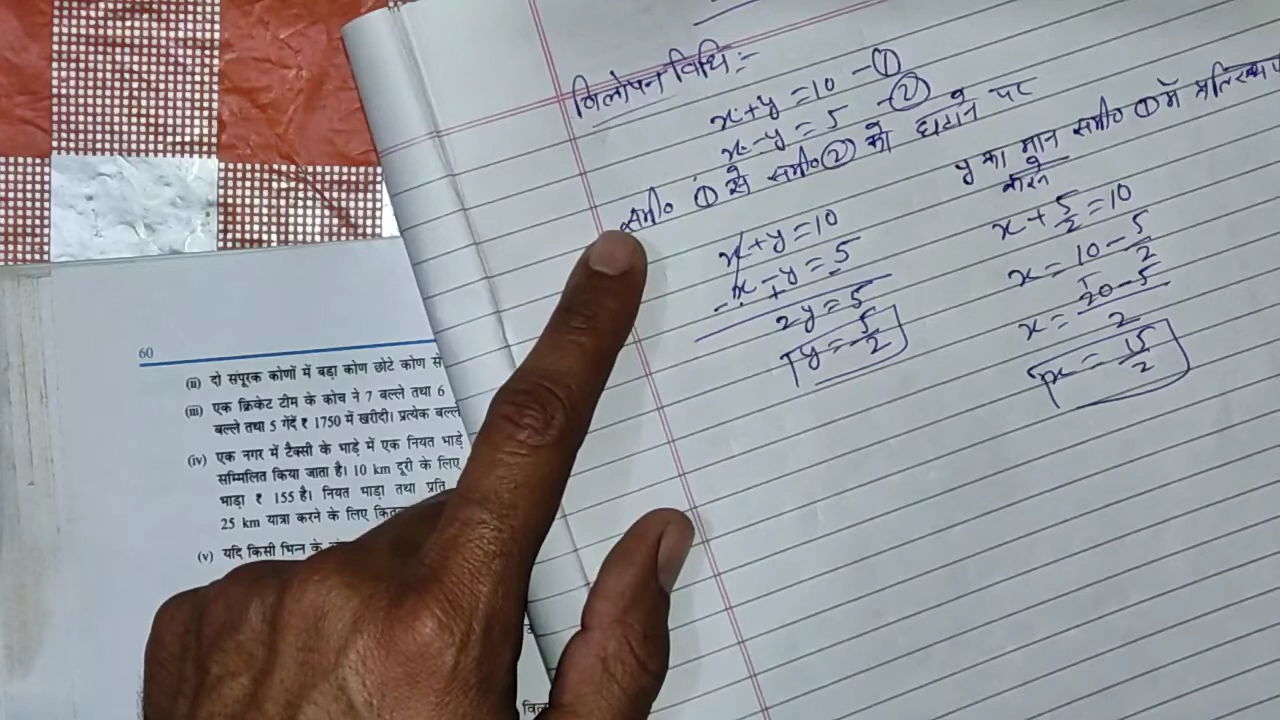 विलोपन विधि :-
x+y=10 -①
x-y=5 -②
समी० ① से समी० ② को घटाने पर
x+y=10
x-y=5
- + -
2y=5
y=5/2
y का मान समी० ① में
x+5/2=10
x=10-5/2
x=20-5/2
x=15/2
60
(ii) दो संपूरक कोणों में बड़ा कोण छोटे कोण से
(iii) एक क्रिकेट टीम के कोच ने 7 बल्ले तथा 6
बल्ले तथा 5 गेंदें ₹ 1750 में खरीदी। प्रत्येक बल्ले
(iv) एक नगर में टैक्सी के भाड़े में एक नियत भाड़े
सम्मिलित किया जाता है। 10 km दूरी के लिए
भाड़ा ₹ 155 है। नियत भाड़ा तथा प्रति
25 km यात्रा करने के लिए
(v) यदि किसी भिन्न के